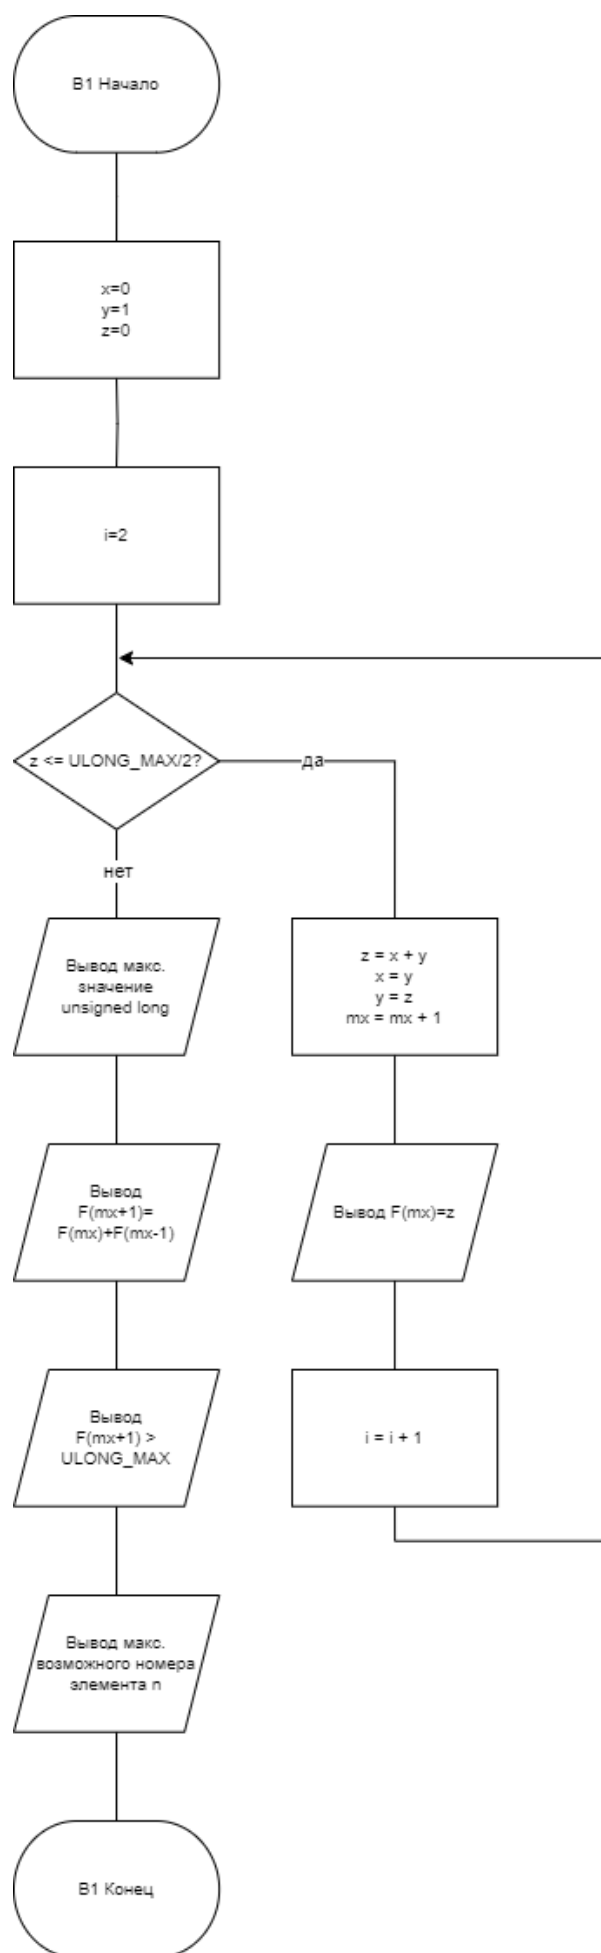 В1 Начало
x=0
y=1
z=0
i=2
z <= ULONG_MAX/2?
да
нет
Вывод макс.
значение
unsigned long
z = x + y
x = y
y = z
mx = mx + 1
Вывод
F(mx+1)=
F(mx)+F(mx-1)
Вывод F(mx)=z
Вывод
F(mx+1) >
ULONG_MAX
i = i + 1
Вывод макс.
возможного номера
элемента n
В1 Конец